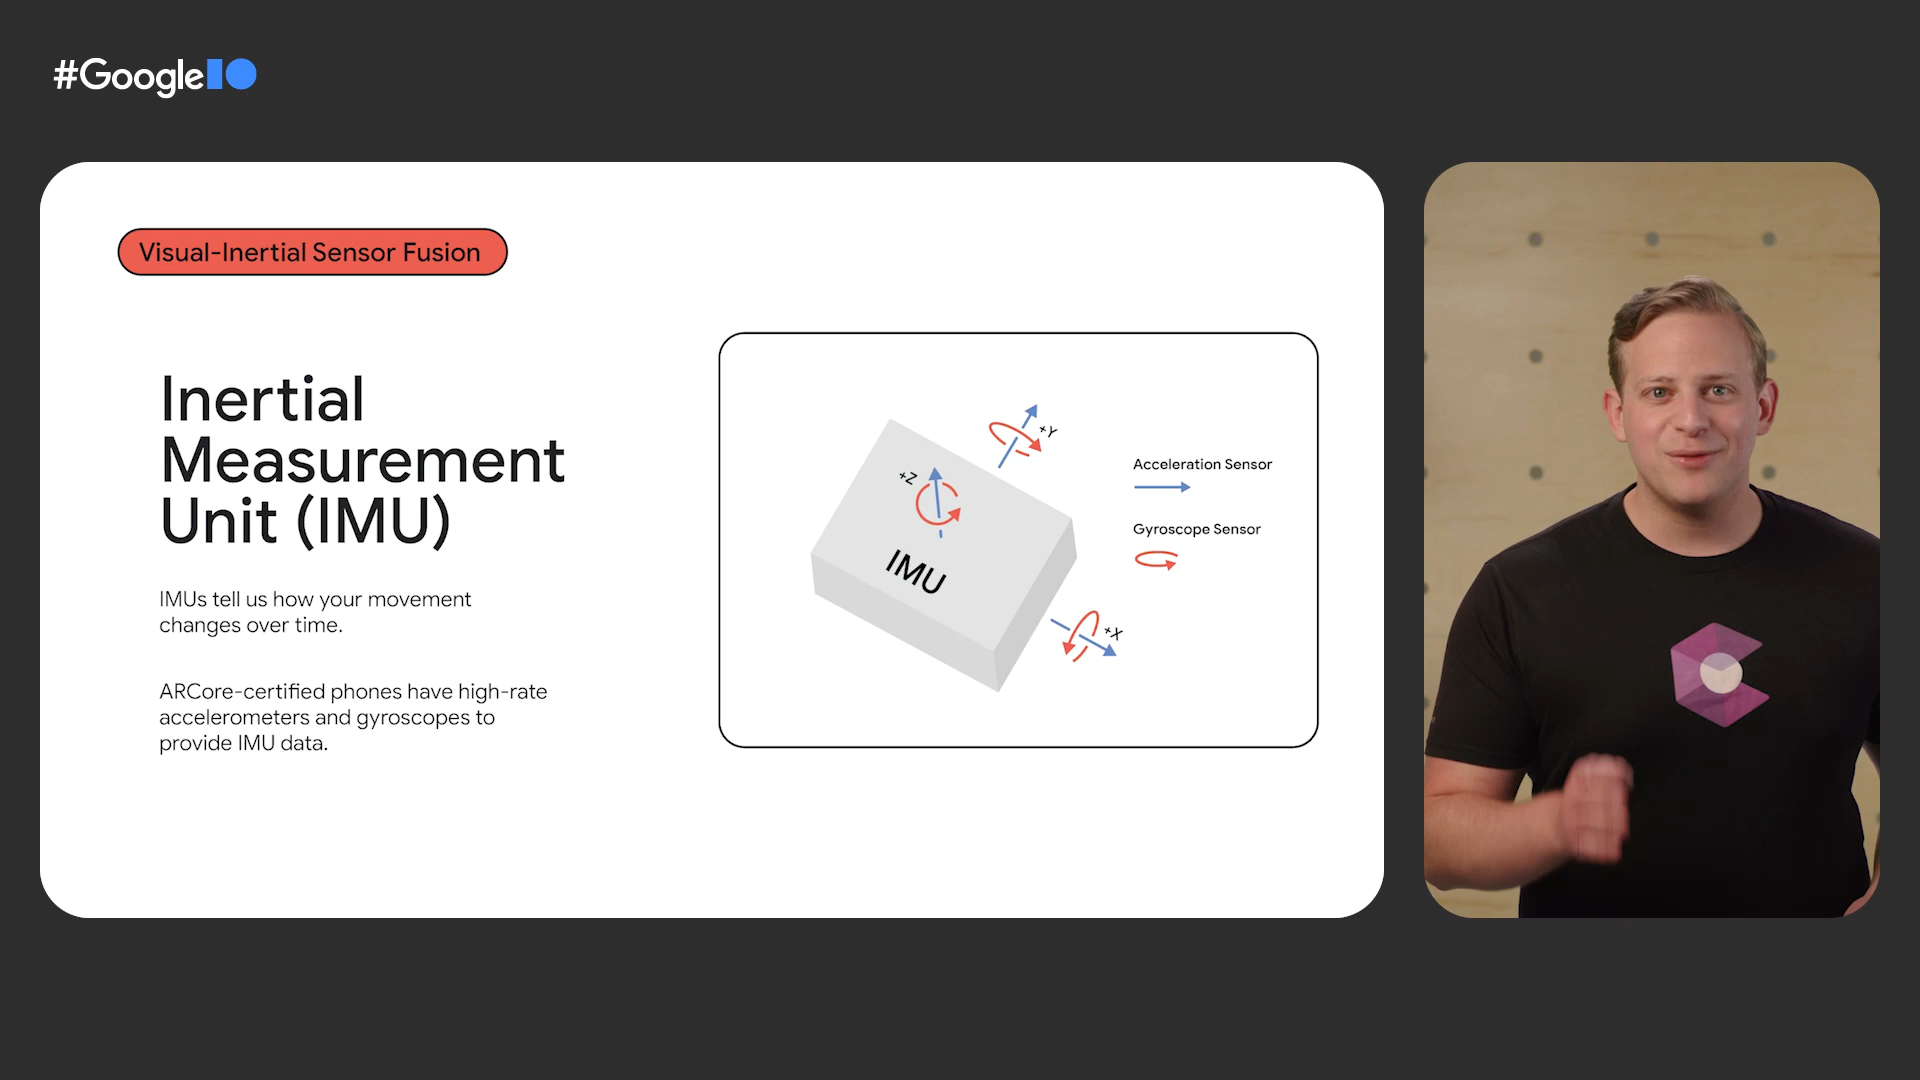 #GoogleIO
Visual-Inertial Sensor Fusion
Inertial
Measurement
Unit (IMU)
IMUs tell us how your movement
changes over time.
ARCore-certified phones have high-rate
accelerometers and gyroscopes to
provide IMU data.
+Y
+Z
IMU
+X
Acceleration Sensor
Gyroscope Sensor